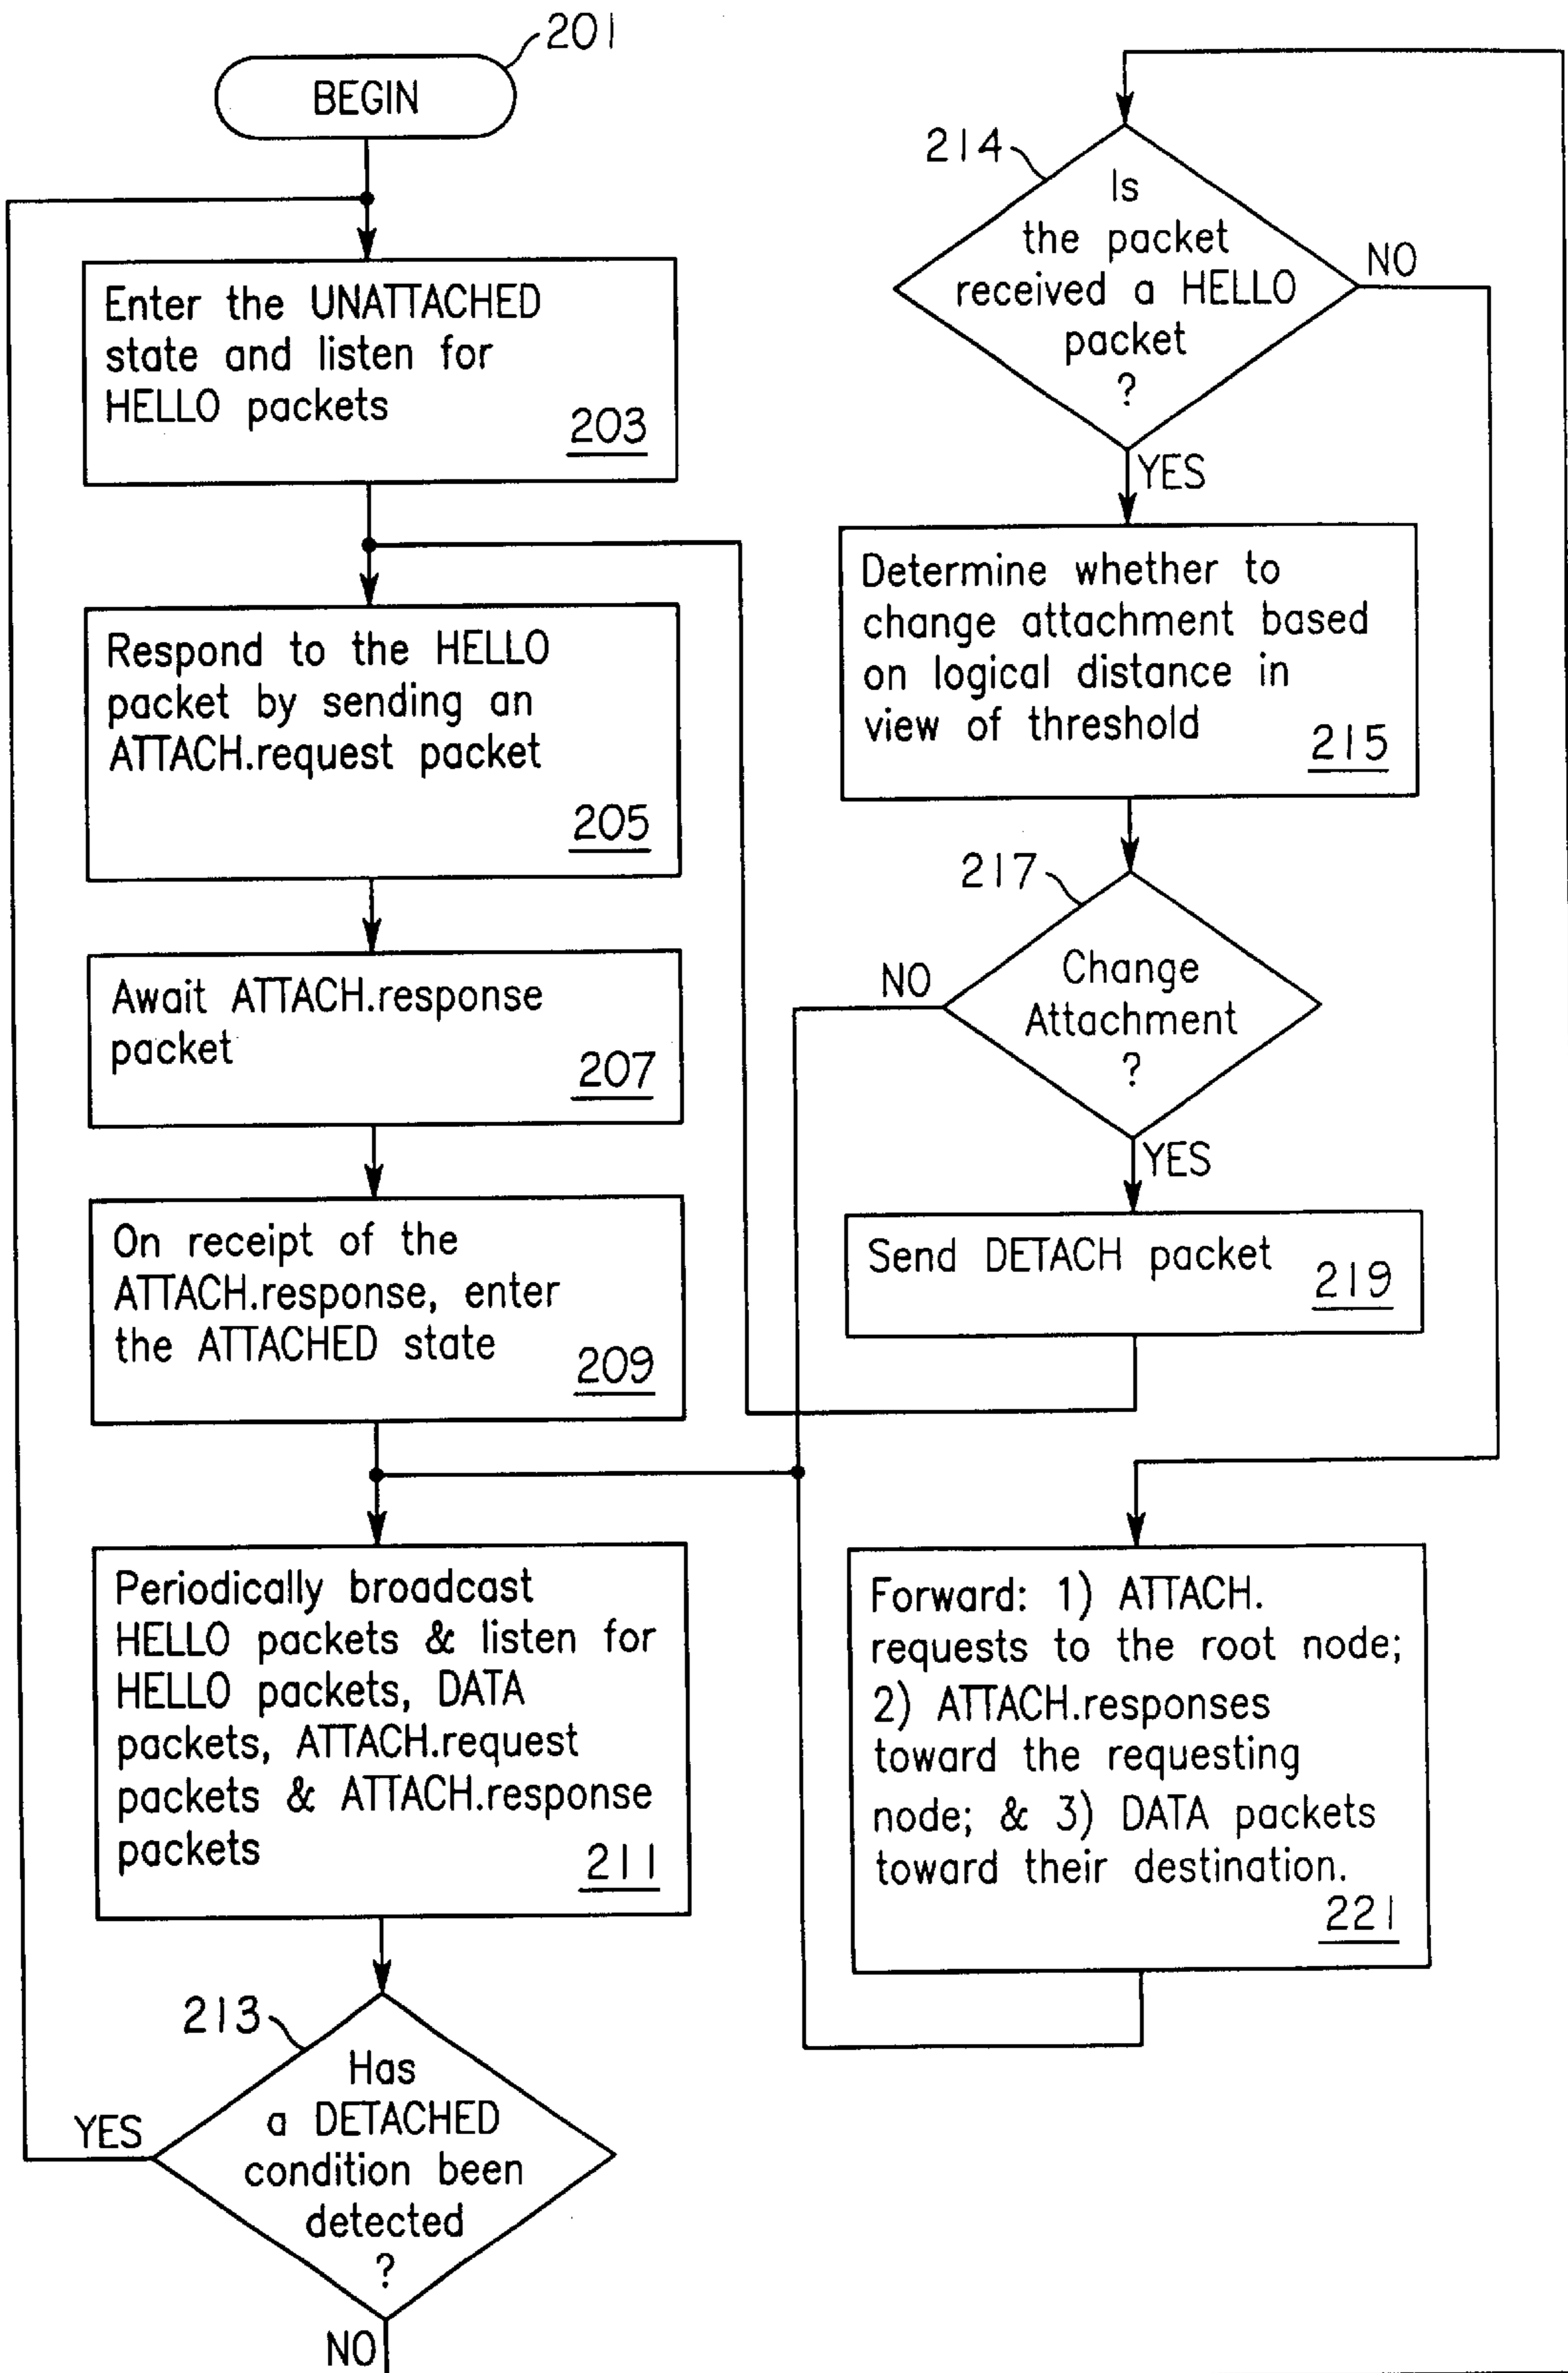 201
BEGIN
Enter the UNATTACHED
state and listen for
HELLO packets
203
Respond to the HELLO
packet by sending an
ATTACH.request packet
205
Await ATTACH.response
packet
207
On receipt of the
ATTACH.response, enter
the ATTACHED state
209
Periodically broadcast
HELLO packets & listen for
HELLO packets, DATA
packets, ATTACH.request
packets & ATTACH.response
packets
211
213
Has
a DETACHED
condition been
detected
?
YES
NO
214
Is
the packet
received a HELLO
packet
?
NO
YES
Determine whether to
change attachment based
on logical distance in
view of threshold
215
217
Change
Attachment
?
NO
YES
Send DETACH packet
219
Forward: 1) ATTACH.
requests to the root node;
2) ATTACH.responses
toward the requesting
node; & 3) DATA packets
toward their destination.
221